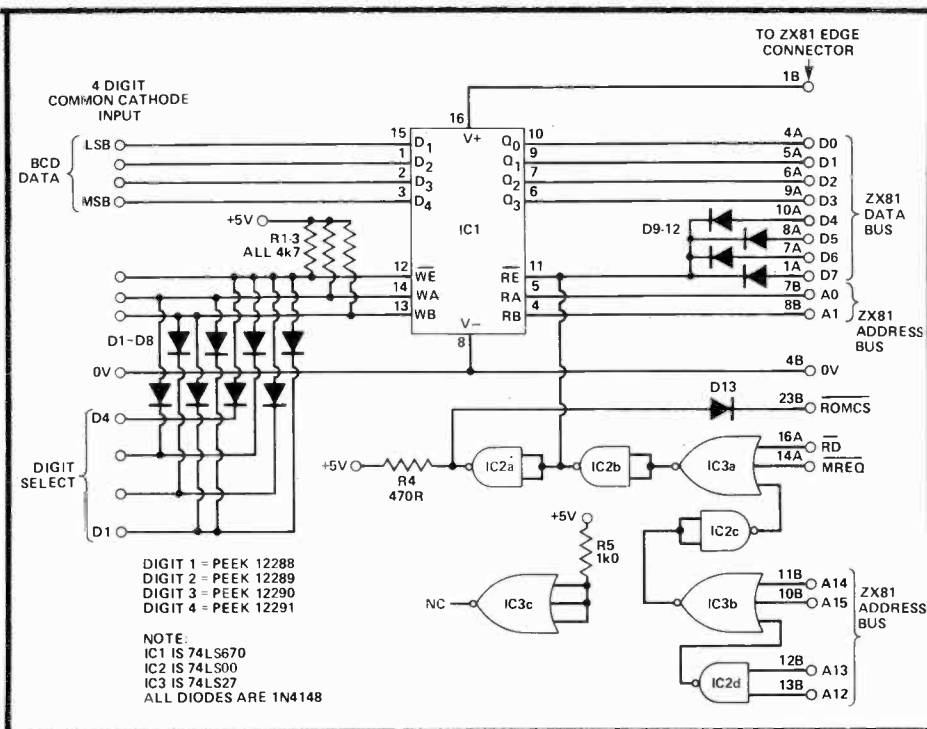 TO ZX81 EDGE
CONNECTOR
1B
4 DIGIT
COMMON CATHODE
INPUT
16
V+
BCD
DATA
LSB
MSB
15
1
2
3
D1
D2
D3
D4
IC1
Q0
Q1
Q2
Q3
10
9
7
6
4A
5A
6A
9A
10A
8A
7A
1A
7B
8B
D0
D1
D2
D3
D4
D5
D6
D7
A0
A1
ZX81
DATA
BUS
ZX81
ADDRESS
BUS
D9-12
+5V
R1-3
ALL 4k7
12
14
13
WE
WA
WB
RE
RA
RB
11
5
4
V–
8
D1–D8
0V
4B
0V
D13
23B
ROMCS
D4
DIGIT
SELECT
D1
+5V
R4
470R
IC2a
IC2b
IC3a
16A
14A
RD
MREQ
+5V
R5
1k0
IC2c
NC
IC3c
IC3b
11B
10B
A14
A15
ZX81
ADDRESS
BUS
IC2d
12B
13B
A13
A12
DIGIT 1 = PEEK 12288
DIGIT 2 = PEEK 12289
DIGIT 3 = PEEK 12290
DIGIT 4 = PEEK 12291
NOTE:
IC1 IS 74LS670
IC2 IS 74LS00
IC3 IS 74LS27
ALL DIODES ARE 1N4148